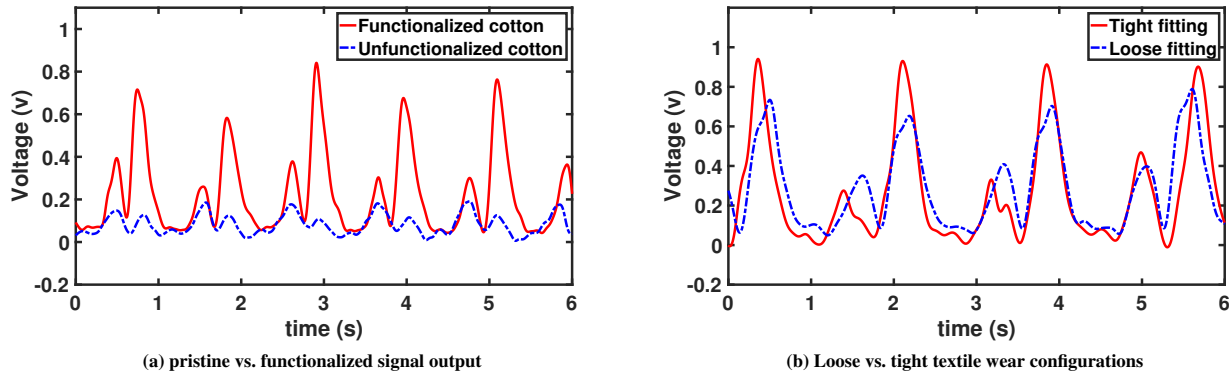 1
0.8
0.6
0.4
0.2
0
-0.2
Voltage (v)
Functionalized cotton
Unfunctionalized cotton
0 1 2 3 4 5 6
time (s)
(a) pristine vs. functionalized signal output
1
0.8
0.6
0.4
0.2
0
-0.2
Voltage (v)
Tight fitting
Loose fitting
0 1 2 3 4 5 6
time (s)
(b) Loose vs. tight textile wear configurations